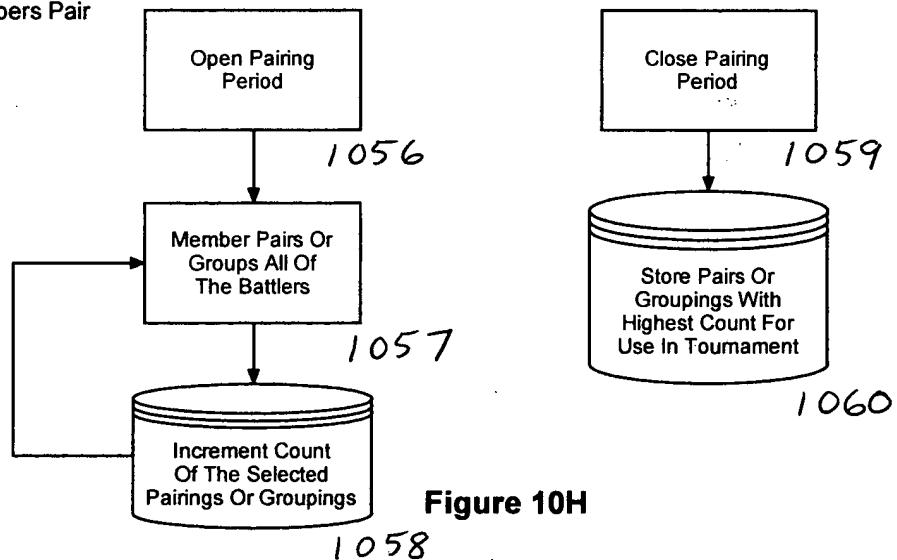 Pair
Open Pairing
Period
1056
Member Pairs Or
Groups All Of
The Battlers
1057
Increment Count
Of The Selected
Pairings Or Groupings
1058
Close Pairing
Period
1059
Store Pairs Or
Groupings With
Highest Count For
Use In Tournament
1060
Figure 10H